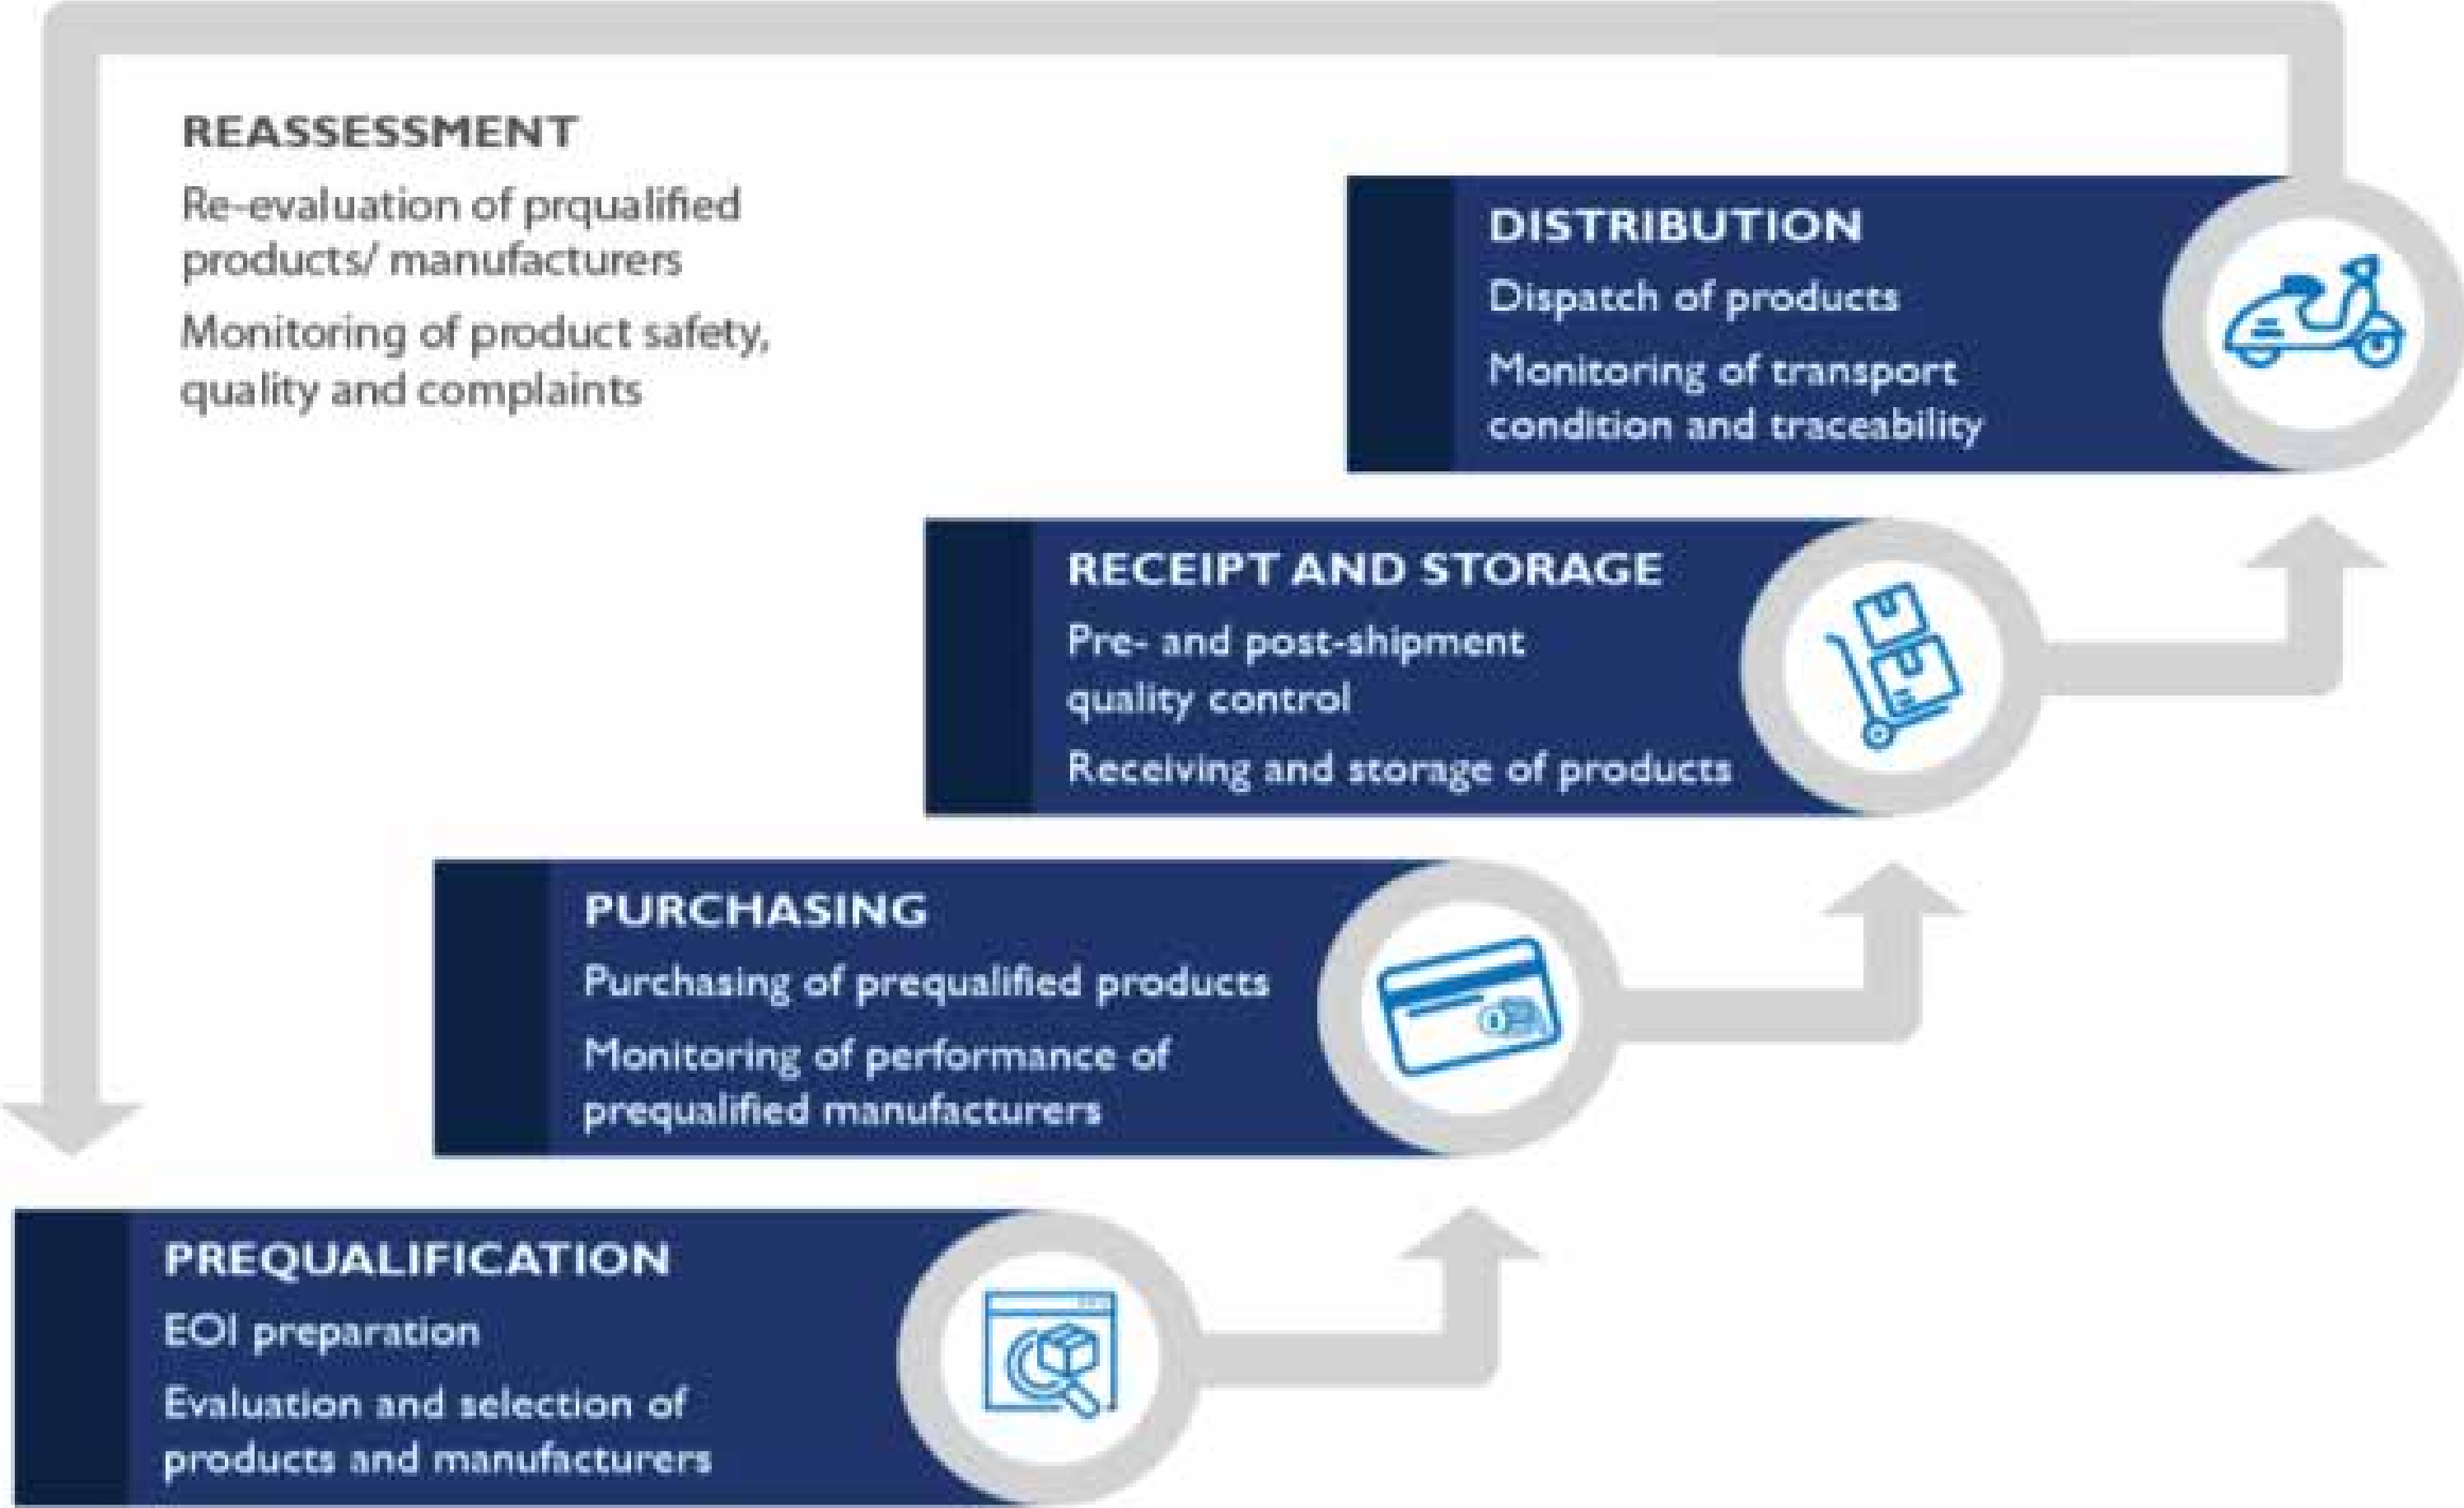 REASSESSMENT
Re-evaluation of prqualified
products/ manufacturers
Monitoring of product safety,
quality and complaints
DISTRIBUTION
Dispatch of products
Monitoring of transport
condition and traceability
RECEIPT AND STORAGE
Pre- and post-shipment
quality control
Receiving and storage of products
PURCHASING
Purchasing of prequalified products
Monitoring of performance of
prequalified manufacturers
PREQUALIFICATION
EOI preparation
Evaluation and selection of
products and manufacturers